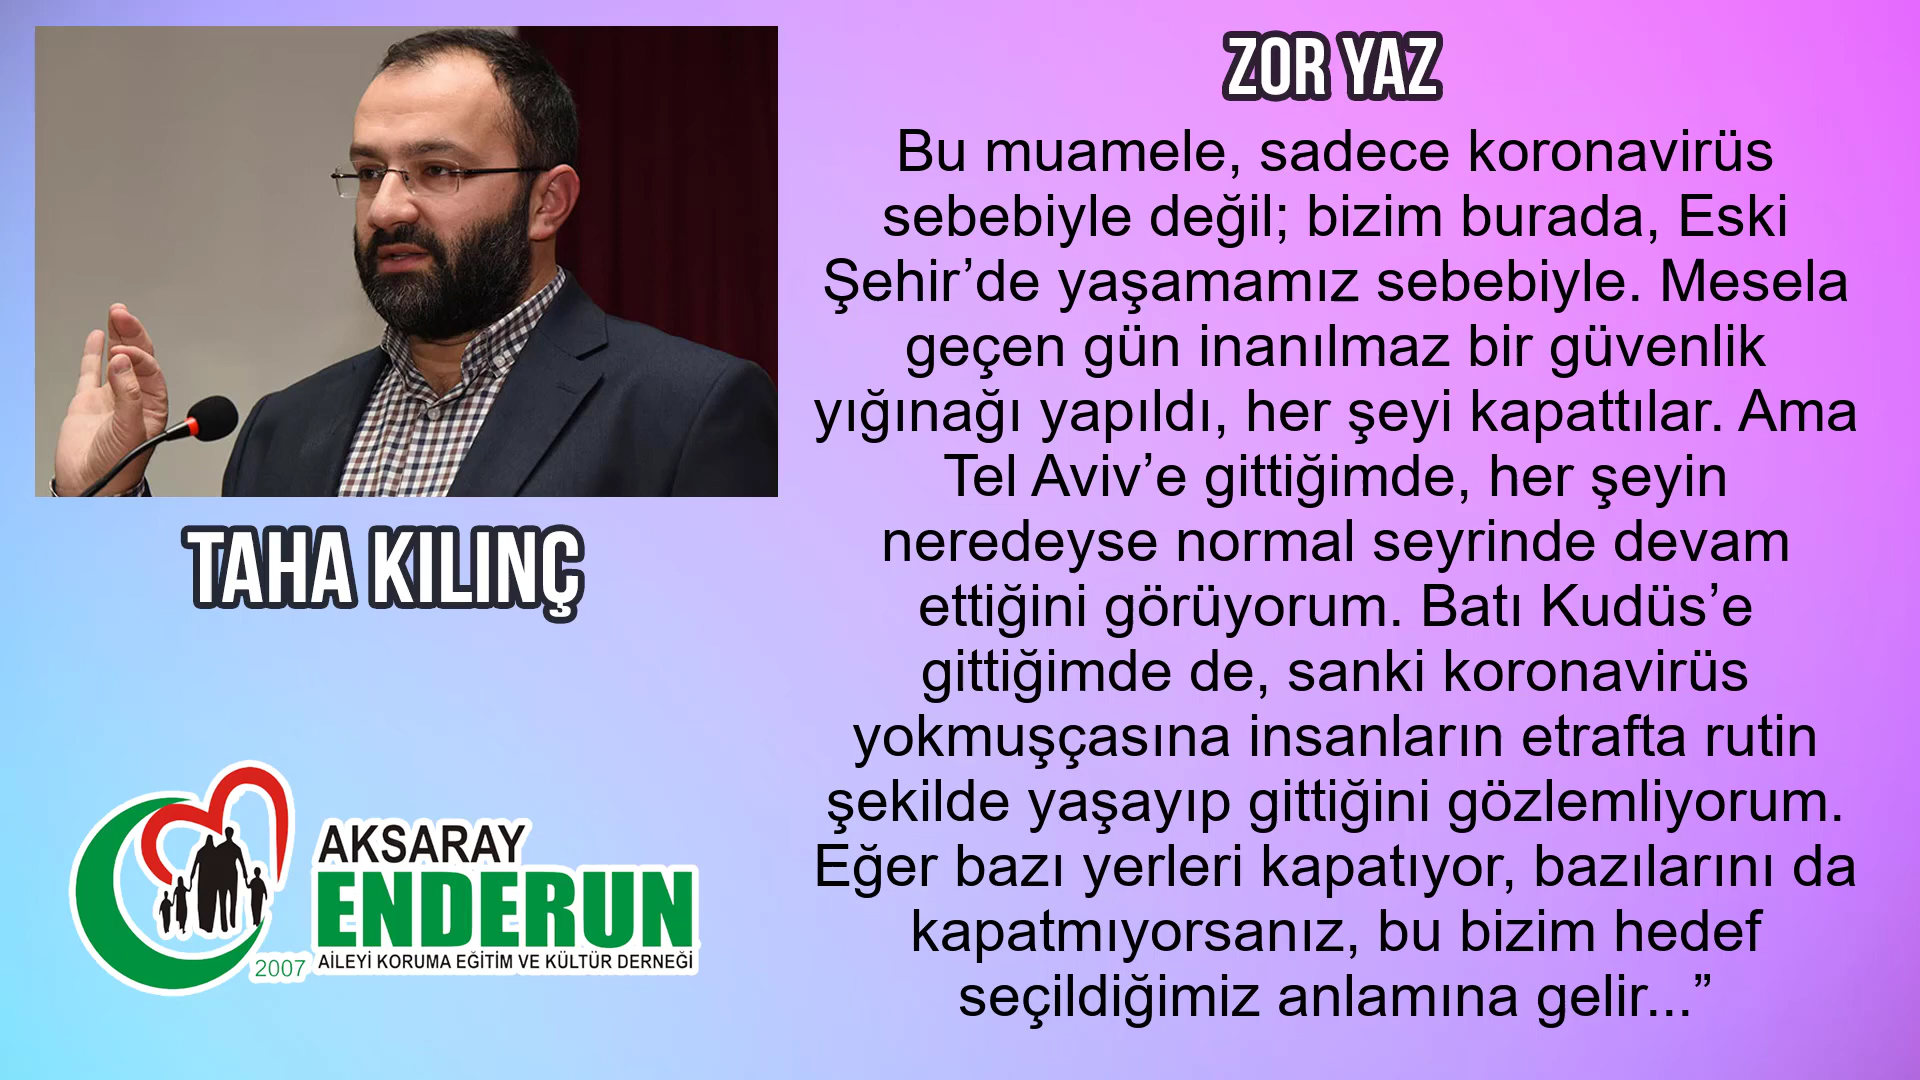 ZOR YAZ
Bu muamele, sadece koronavirüs
sebebiyle değil; bizim burada, Eski
Şehir’de yaşamamız sebebiyle. Mesela
geçen gün inanılmaz bir güvenlik
yığınağı yapıldı, her şeyi kapattılar. Ama
Tel Aviv’e gittiğimde, her şeyin
neredeyse normal seyrinde devam
ettiğini görüyorum. Batı Kudüs’e
gittiğimde de, sanki koronavirüs
yokmuşçasına insanların etrafta rutin
şekilde yaşayıp gittiğini gözlemliyorum.
Eğer bazı yerleri kapatıyor, bazılarını da
kapatmıyorsanız, bu bizim hedef
seçildiğimiz anlamına gelir...”
TAHA KILINÇ
AKSARAY
ENDERUN
2007 AİLEYİ KORUMA EĞİTİM VE KÜLTÜR DERNEĞİ